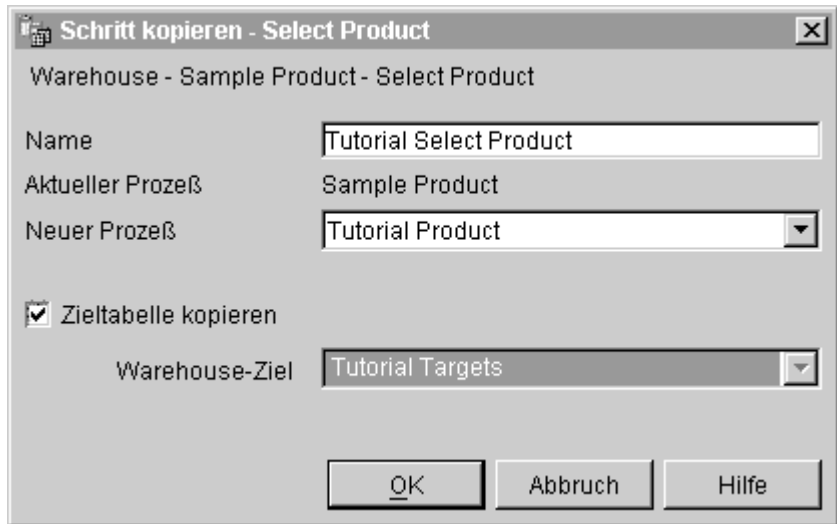 Schritt kopieren - Select Product
Warehouse - Sample Product - Select Product
Name Tutorial Select Product
Aktueller Prozeß Sample Product
Neuer Prozeß Tutorial Product
Zieltabelle kopieren
Warehouse-Ziel Tutorial Targets
OK Abbruch Hilfe